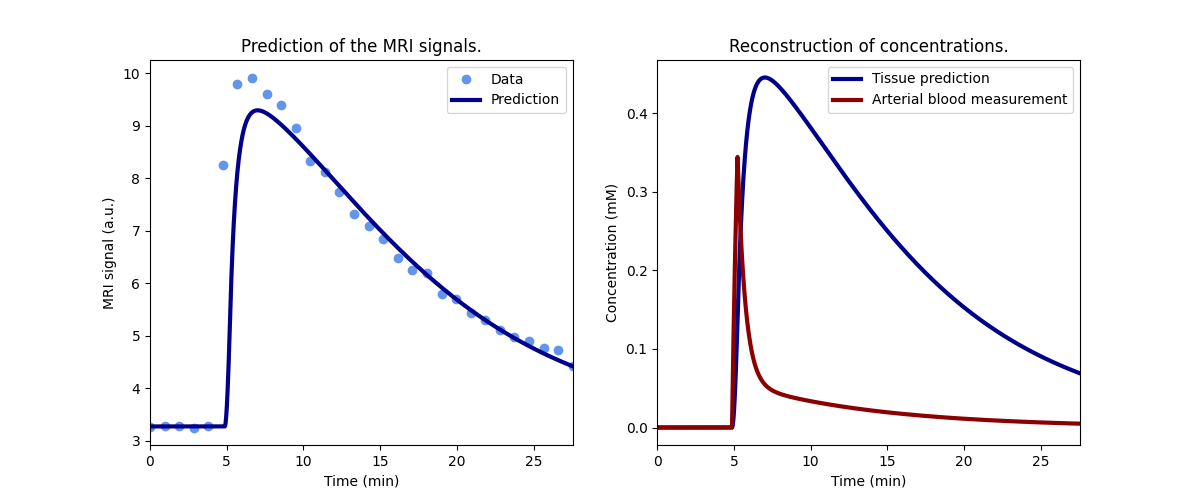 Prediction of the MRI signals.
MRI signal (a.u.)
10
9
8
7
6
5
4
3
0 5 10 15 20 25
Time (min)
Data
Prediction
Reconstruction of concentrations.
Concentration (mM)
0.4
0.3
0.2
0.1
0.0
0 5 10 15 20 25
Time (min)
Tissue prediction
Arterial blood measurement